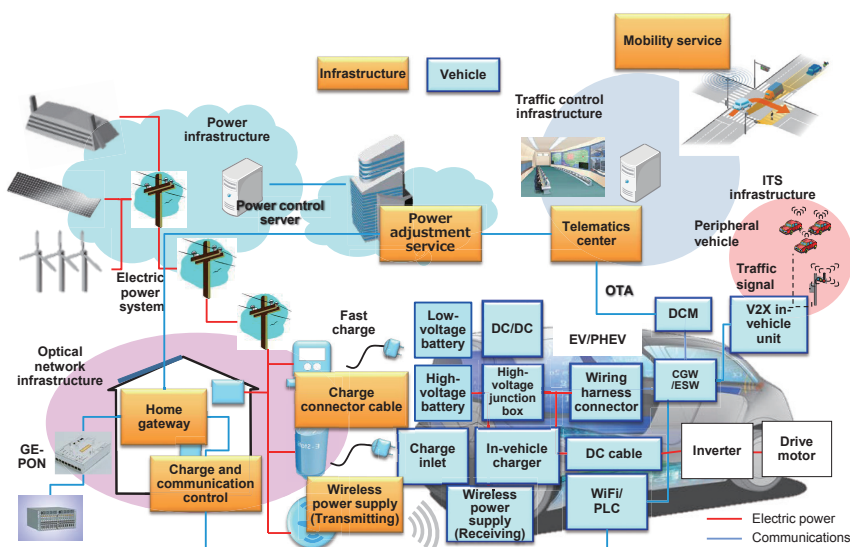 Mobility service
Infrastructure
Vehicle
Traffic control
infrastructure
Power
infrastructure
ITS
infrastructure
Power control
server
Power
adjustment
service
Telematics
center
Peripheral
vehicle
Traffic
signal
Electric
power
system
OTA
Fast
charge
Low-
voltage
battery
DC/DC
EV/PHEV
DCM
V2X in-
vehicle
unit
Optical
network
infrastructure
Charge
connector cable
High-
voltage
battery
High-
voltage
junction
box
Wiring
harness
connector
CGW
/ESW
Home
gateway
GE-
PON
Charge and
communication
control
Charge
inlet
In-vehicle
charger
DC cable
Inverter
Drive
motor
Wireless
power supply
(Transmitting)
Wireless
power
supply
(Receiving)
WiFi/
PLC
Electric power
Communications